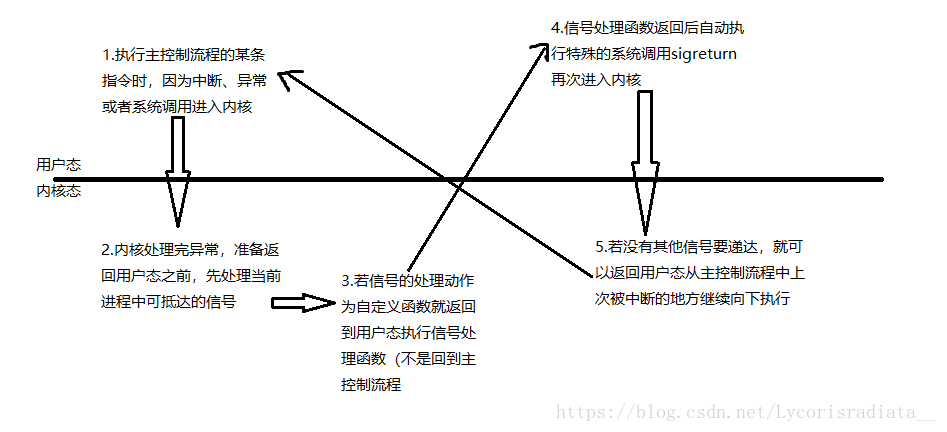 1.执行主控制流程的某条
指令时，因为中断、异常
或者系统调用进入内核
4.信号处理函数返回后自动执
行特殊的系统调用sigreturn
再次进入内核
用户态
内核态
2.内核处理完异常，准备返
回用户态之前，先处理当前
进程中可抵达的信号
3.若信号的处理动作
为自定义函数就返回
到用户态执行信号处
理函数（不是回到主
控制流程
5.若没有其他信号要递达，就可
以返回用户态从主控制流程中上
次被中断的地方继续向下执行
https://blog.csdn.net/Lycorisradiata__